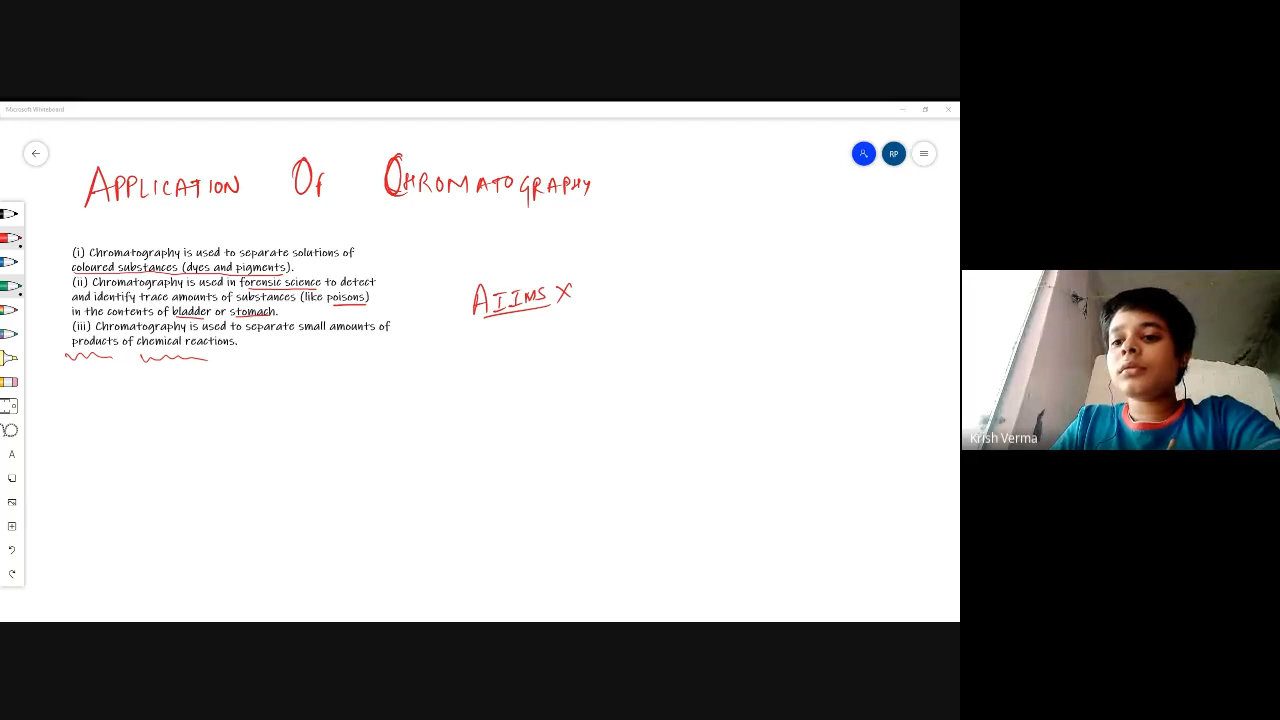 Microsoft Whiteboard
RP
APPLICATION Of CHROMATOGRAPHY
(i) Chromatography is used to separate solutions of
coloured substances (dyes and pigments).
(ii) Chromatography is used in forensic science to detect
and identify trace amounts of substances (like poisons)
in the contents of bladder or stomach.
(iii) Chromatography is used to separate small amounts of
products of chemical reactions.
AIIMS X
A
Krish Verma